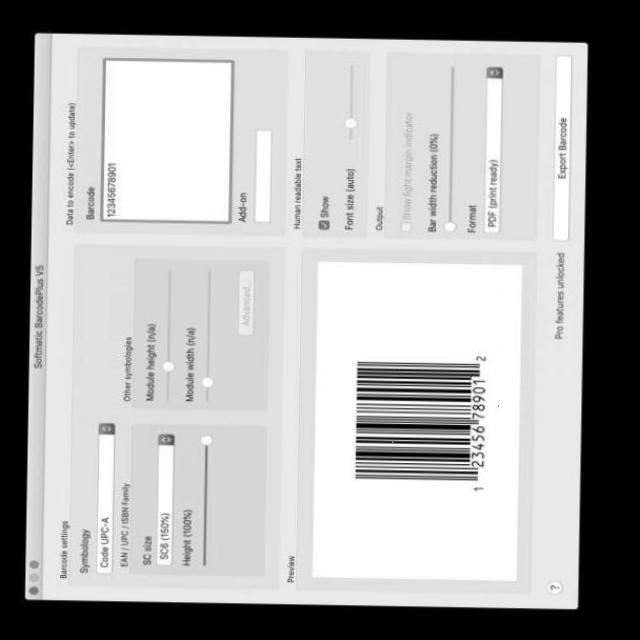 Softmatic BarcodePlus V5
Barcode settings
Symbology
Code UPC-A
EAN / UPC / ISBN Family
SC size
SC6 (150%)
Height (100%)
Other symbologies
Module height (n/a)
Module width (n/a)
Advanced...
Data to encode (<Enter> to update)
Barcode
12345678901
Add-on
Preview
1 23456 78901 2
Human readable text
Show
Font size (auto)
Output
Show light margin indicator
Bar width reduction (0%)
Format
PDF (print ready)
?
Pro features unlocked
Export Barcode